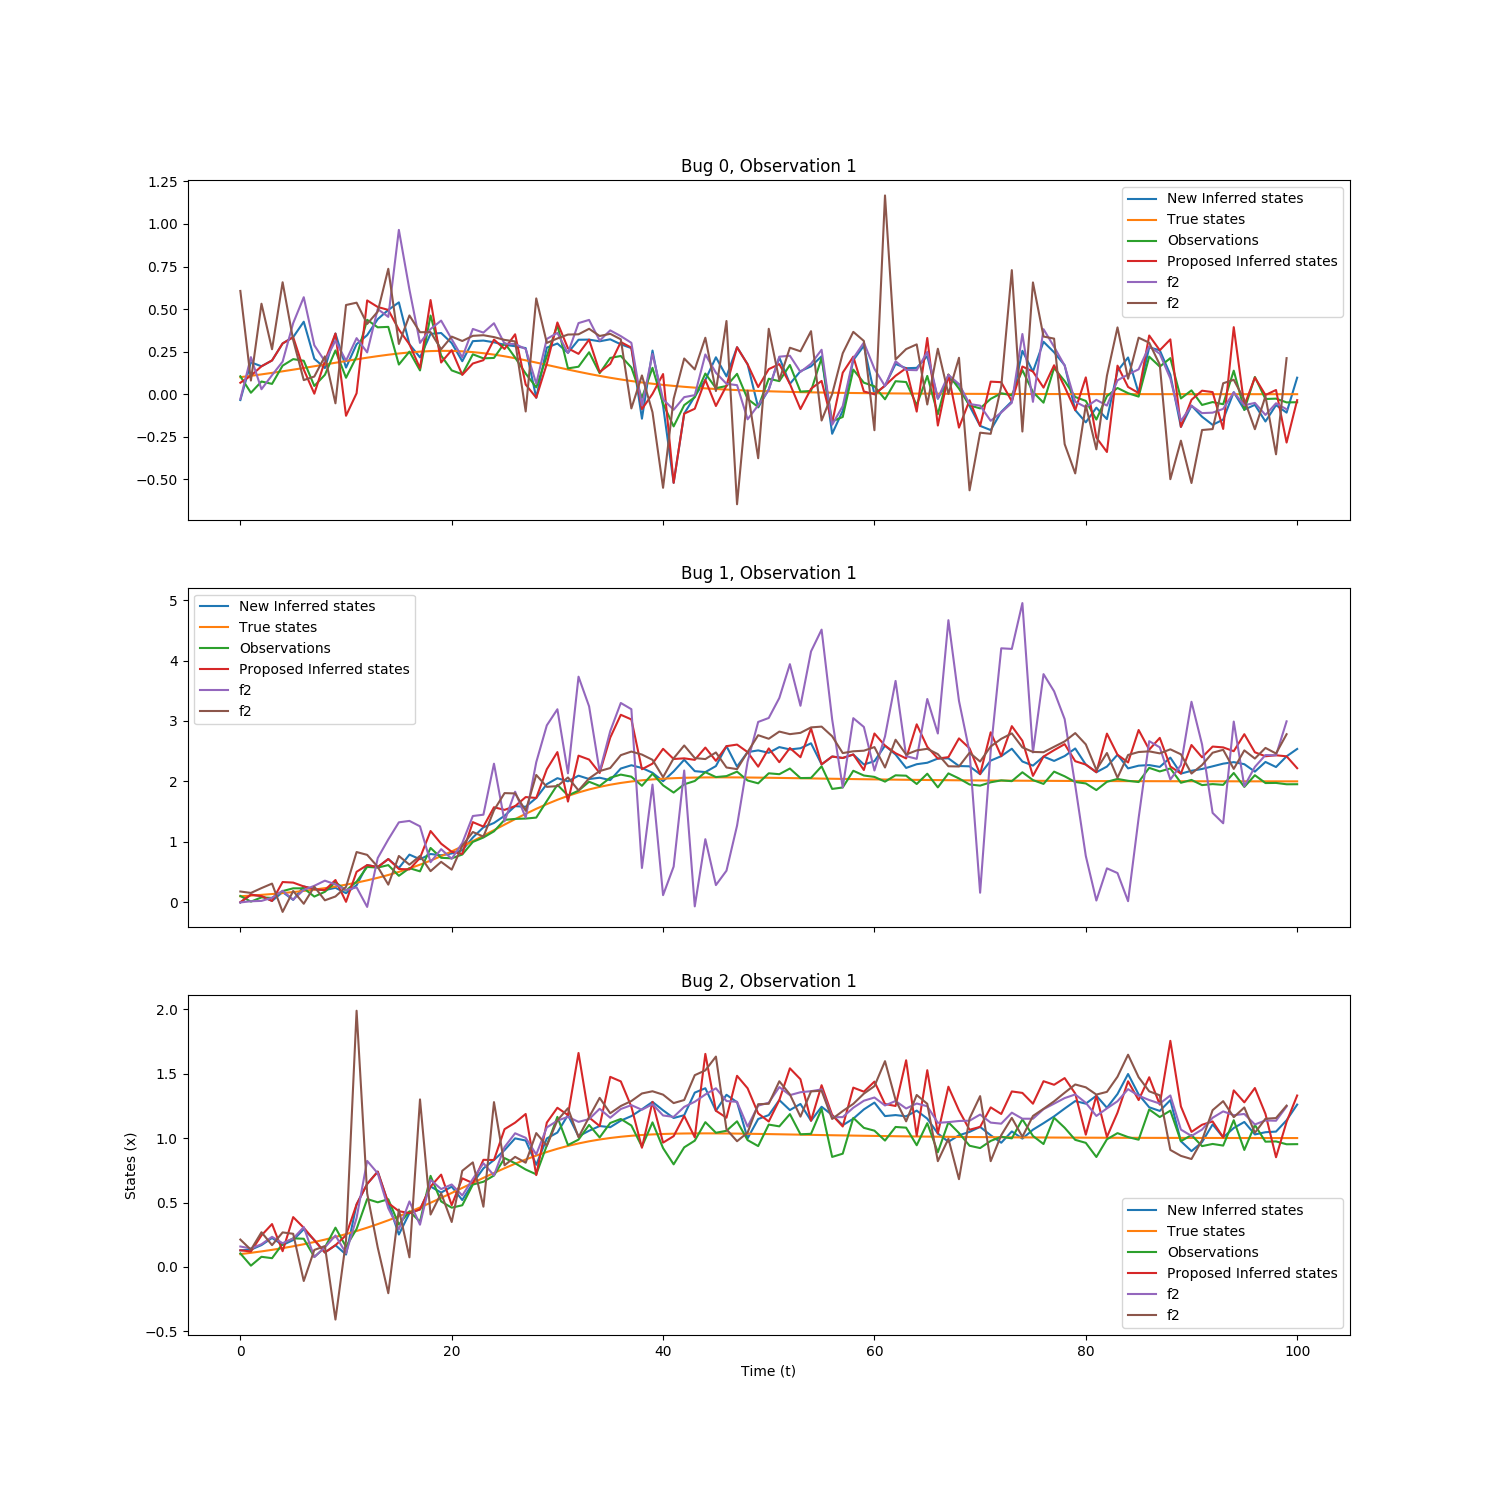 Bug 0, Observation 1
1.25
1.00
0.75
0.50
0.25
0.00
−0.25
−0.50
New Inferred states
True states
Observations
Proposed Inferred states
f2
f2
Bug 1, Observation 1
5
4
3
2
1
0
New Inferred states
True states
Observations
Proposed Inferred states
f2
f2
Bug 2, Observation 1
2.0
1.5
1.0
0.5
0.0
−0.5
States (x)
New Inferred states
True states
Observations
Proposed Inferred states
f2
f2
0 20 40 60 80 100
Time (t)